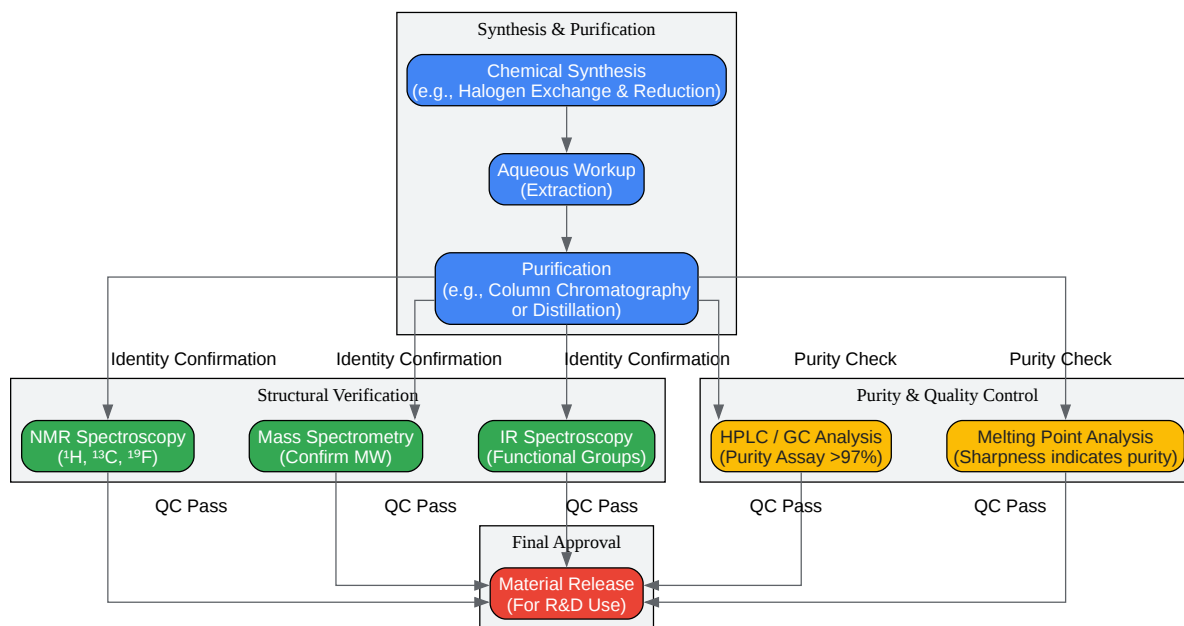 Synthesis & Purification
Chemical Synthesis
(e.g., Halogen Exchange & Reduction)
Aqueous Workup
(Extraction)
Purification
(e.g., Column Chromatography
or Distillation)
Identity Confirmation
Identity Confirmation
Identity Confirmation
Purity Check
Purity Check
Structural Verification
Purity & Quality Control
NMR Spectroscopy
(¹H, ¹³C, ¹⁹F)
Mass Spectrometry
(Confirm MW)
IR Spectroscopy
(Functional Groups)
HPLC / GC Analysis
(Purity Assay >97%)
Melting Point Analysis
(Sharpness indicates purity)
QC Pass
QC Pass
QC Pass
QC Pass
QC Pass
Final Approval
Material Release
(For R&D Use)